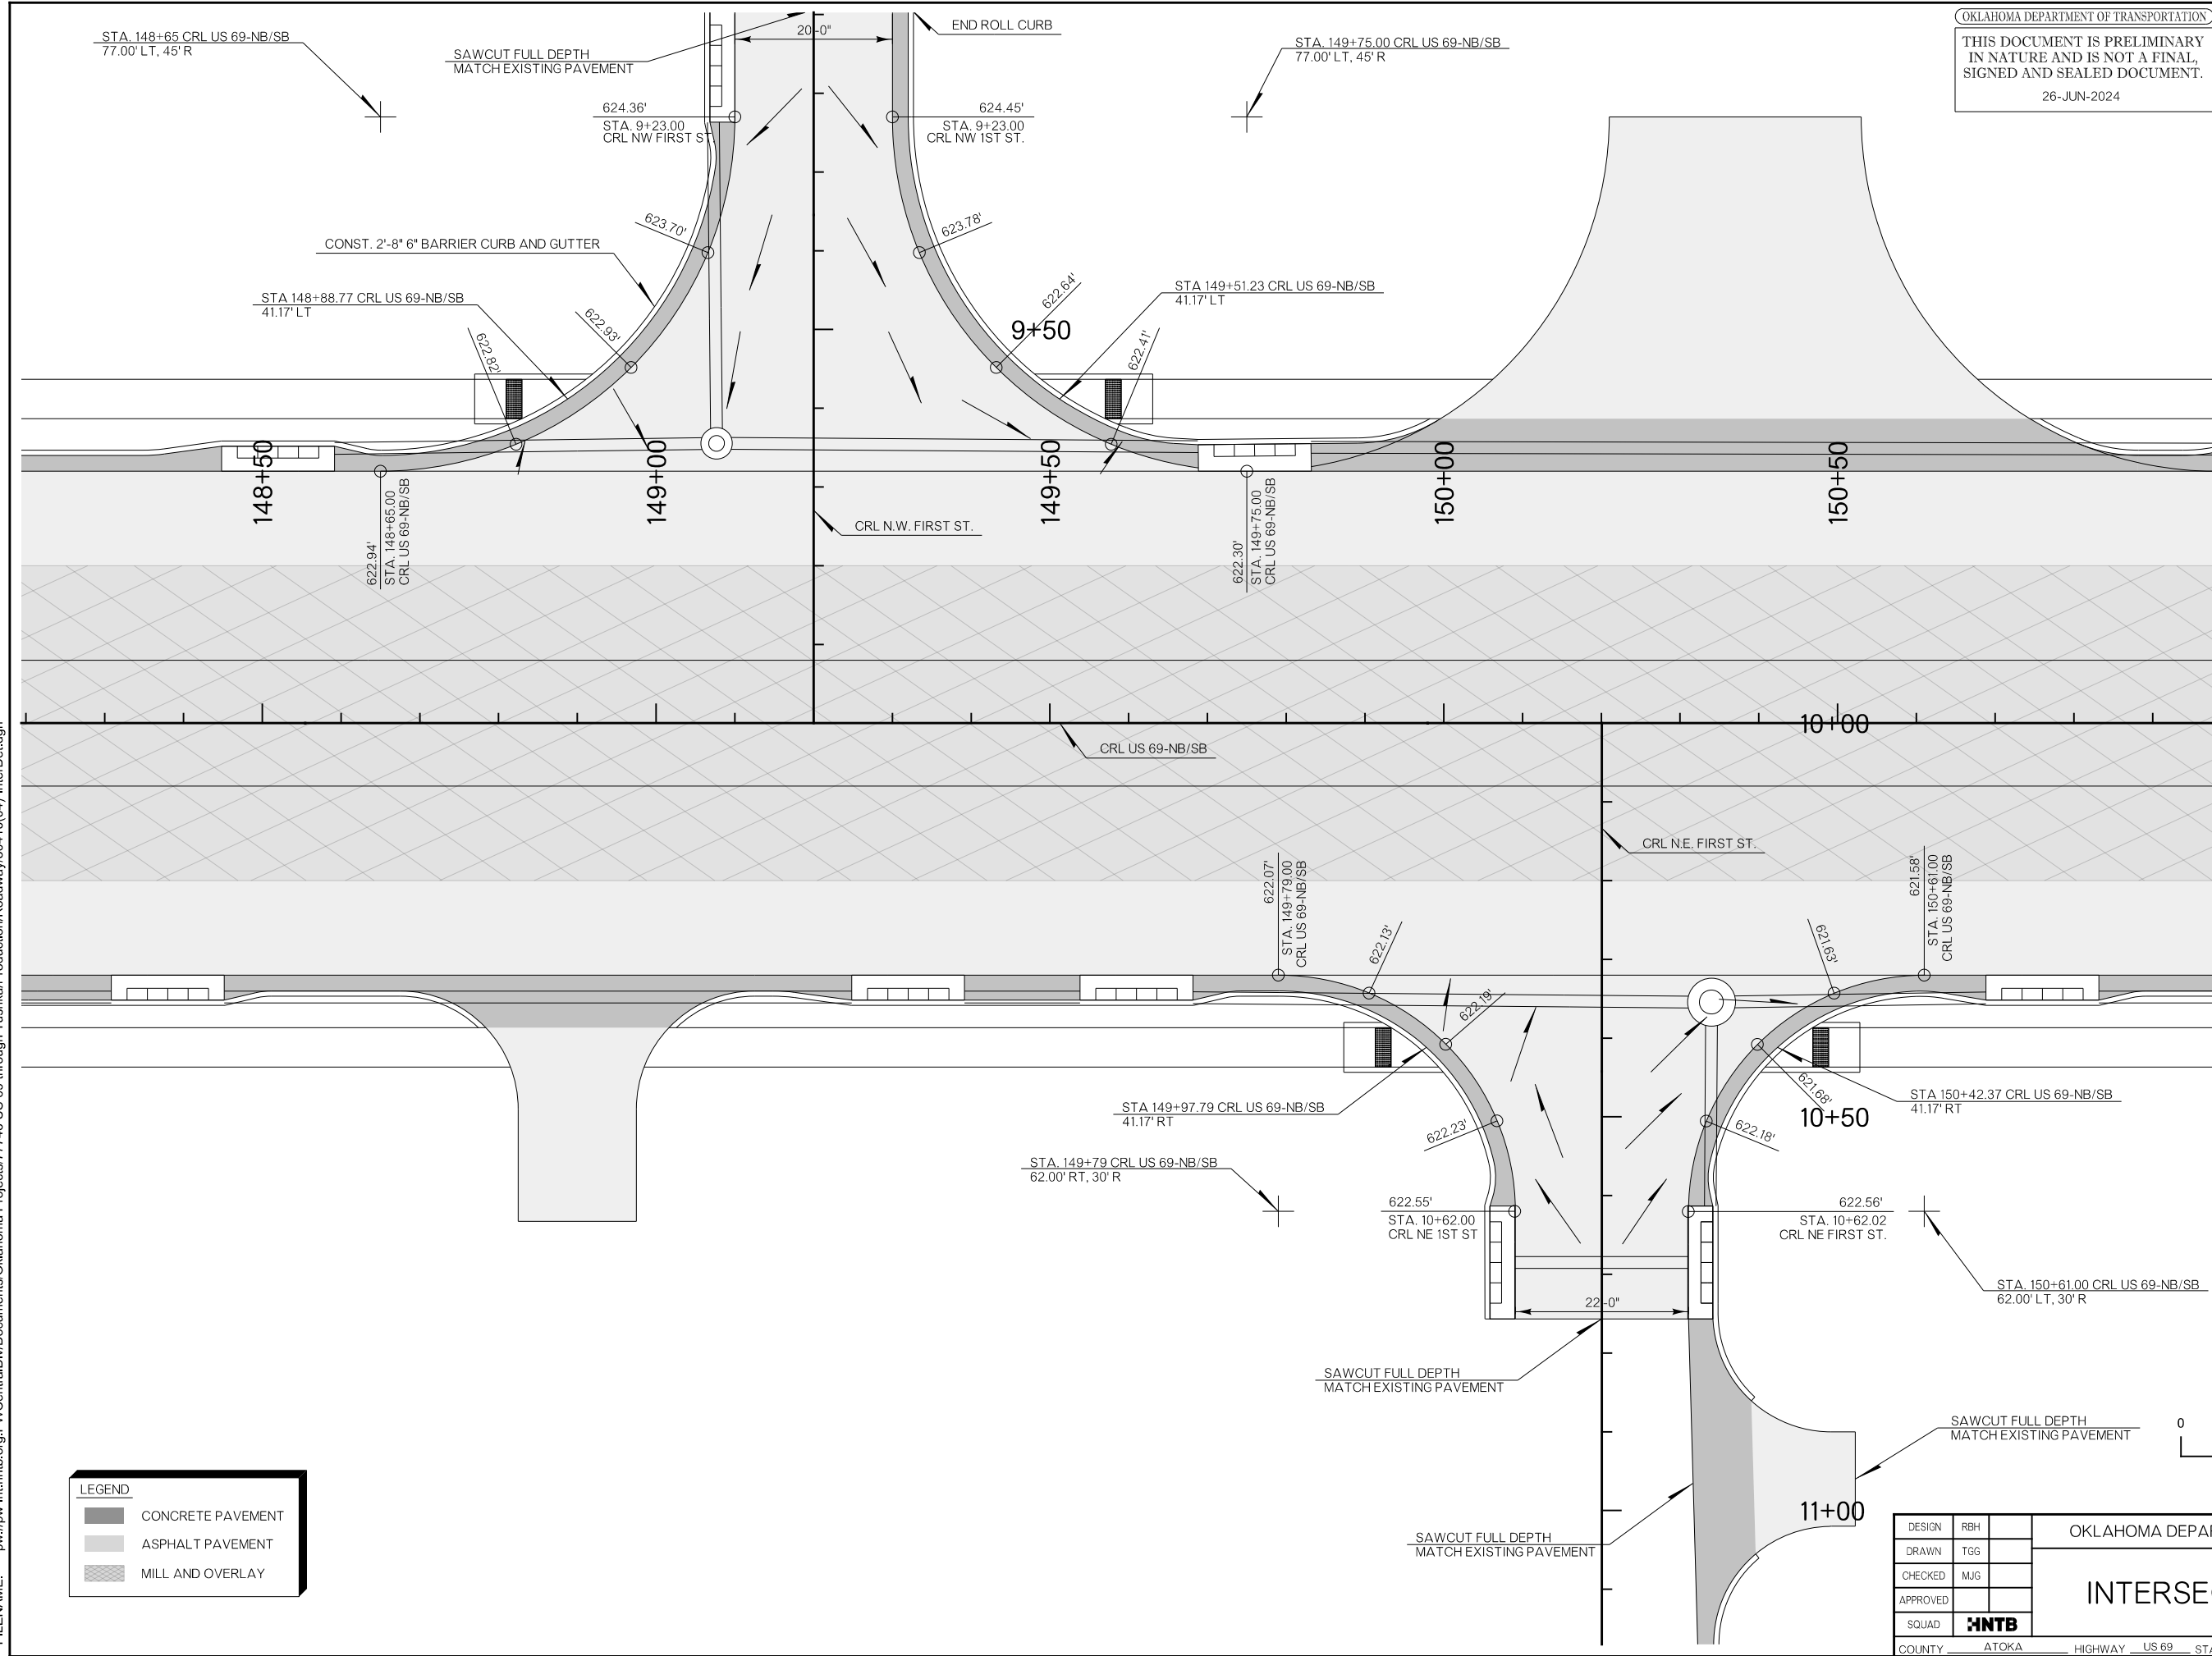 OKLAHOMA DEPARTMENT OF TRANSPORTATION
THIS DOCUMENT IS PRELIMINARY
IN NATURE AND IS NOT A FINAL,
SIGNED AND SEALED DOCUMENT.
26-JUN-2024
STA. 148+65 CRL US 69-NB/SB
77.00' LT, 45' R
SAWCUT FULL DEPTH
MATCH EXISTING PAVEMENT
20'-0"
END ROLL CURB
STA. 149+75.00 CRL US 69-NB/SB
77.00' LT, 45' R
624.36'
STA. 9+23.00
CRL NW FIRST ST.
624.45'
STA. 9+23.00
CRL NW 1ST ST.
623.70'
623.78'
CONST. 2'-8" 6" BARRIER CURB AND GUTTER
STA 148+88.77 CRL US 69-NB/SB
41.17' LT
622.93'
622.82'
622.64'
9+50
STA 149+51.23 CRL US 69-NB/SB
41.17' LT
622.41'
148+50
149+00
149+50
150+00
150+50
622.94'
STA. 148+65.00
CRL US 69-NB/SB
CRL N.W. FIRST ST.
622.30'
STA. 149+75.00
CRL US 69-NB/SB
10+00
CRL US 69-NB/SB
CRL N.E. FIRST ST.
622.07'
STA. 149+79.00
CRL US 69-NB/SB
622.13'
621.63'
621.58'
STA. 150+61.00
CRL US 69-NB/SB
622.19'
STA 149+97.79 CRL US 69-NB/SB
41.17' RT
622.23'
621.68'
10+50
622.18'
STA 150+42.37 CRL US 69-NB/SB
41.17' RT
STA. 149+79 CRL US 69-NB/SB
62.00' RT, 30' R
622.55'
STA. 10+62.00
CRL NE 1ST ST
622.56'
STA. 10+62.02
CRL NE FIRST ST.
STA. 150+61.00 CRL US 69-NB/SB
62.00' LT, 30' R
22'-0"
SAWCUT FULL DEPTH
MATCH EXISTING PAVEMENT
SAWCUT FULL DEPTH
MATCH EXISTING PAVEMENT
0
11+00
SAWCUT FULL DEPTH
MATCH EXISTING PAVEMENT
LEGEND
CONCRETE PAVEMENT
ASPHALT PAVEMENT
MILL AND OVERLAY
DESIGN RBH
DRAWN TGG
CHECKED MJG
APPROVED
SQUAD HNTB
OKLAHOMA
COUNTY ATOKA HIGHWAY US 69